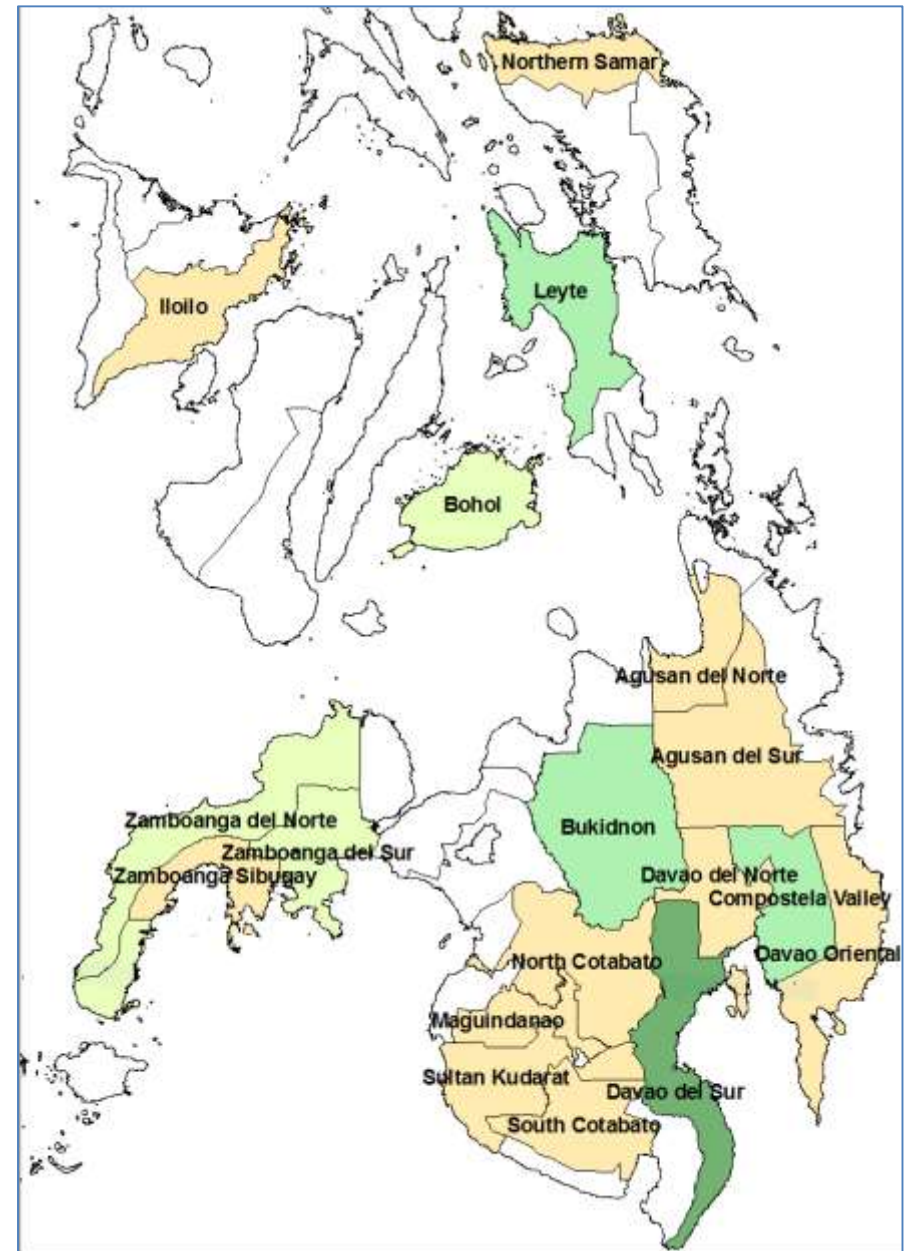 Northern Samar
Iloilo
Leyte
Bohol
Agusan del Norte
Agusan del Sur
Zamboanga del Norte
Bukidnon
Zamboanga del Sur
Zamboanga Sibugay
Davao del Norte
Compostela Valley
North Cotabato
Davao Oriental
Maguindanao
Sultan Kudarat
Davao del Sur
South Cotabato